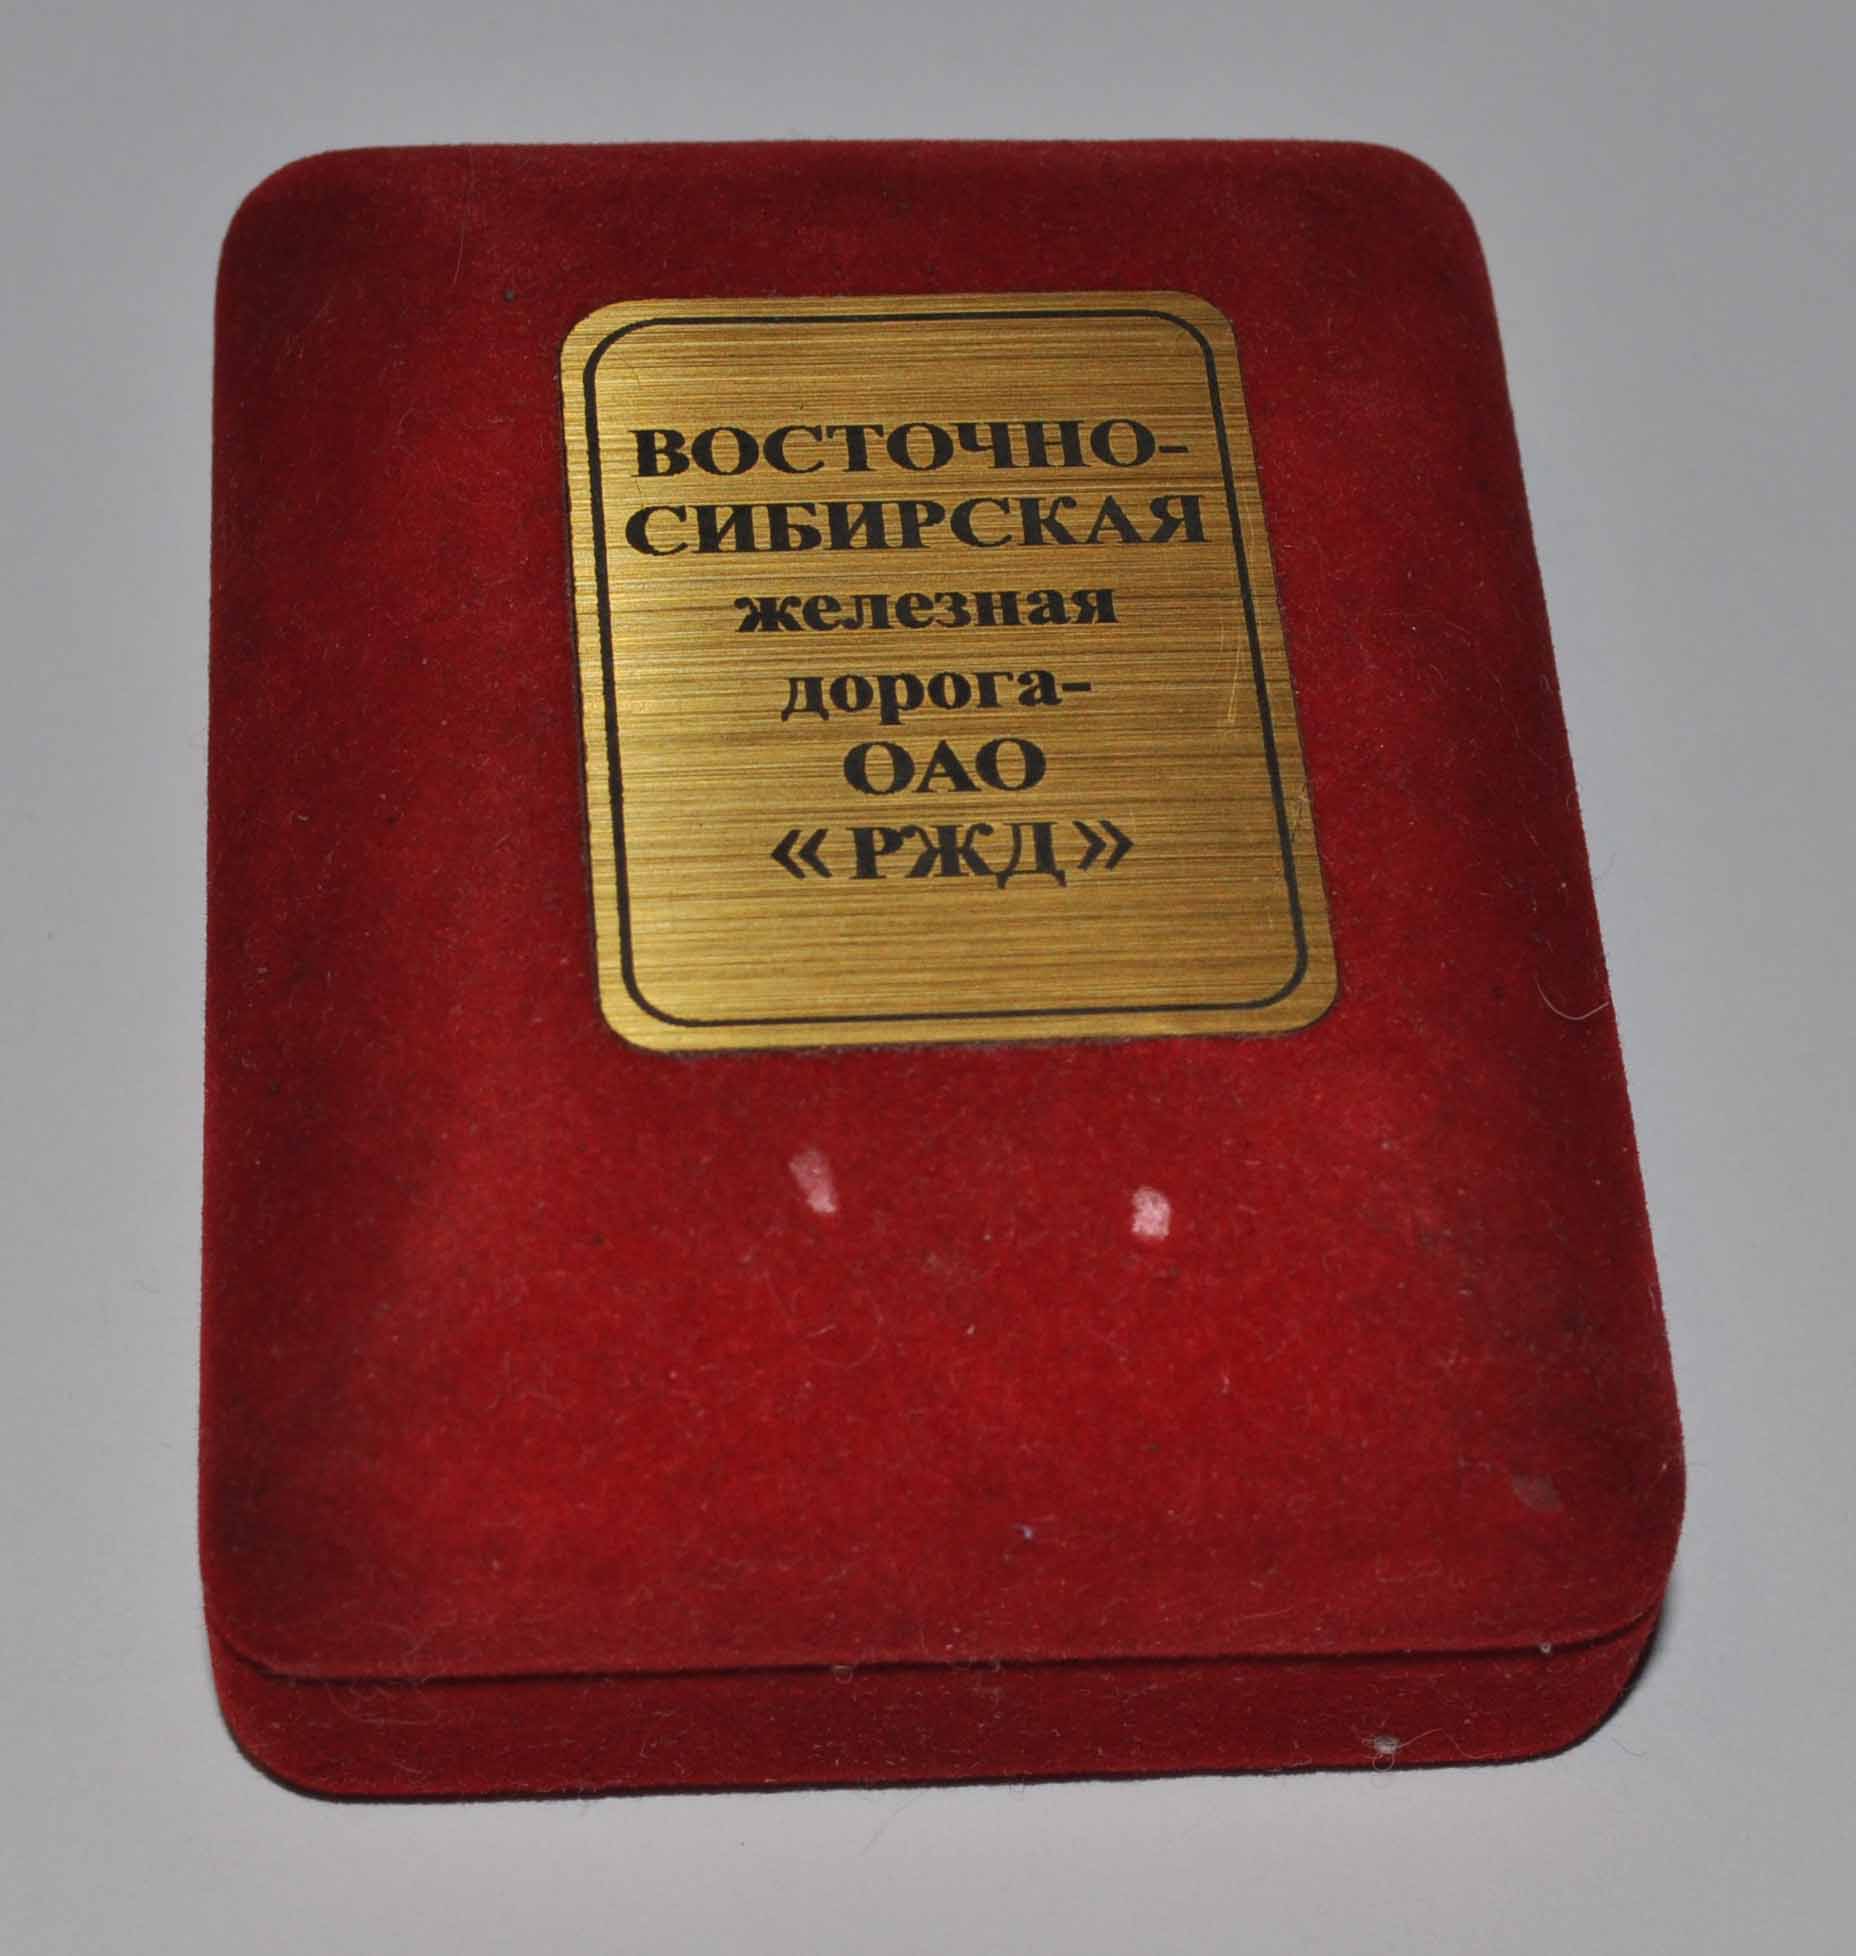 ВОСТОЧНО-
СИБИРСКАЯ
железная
дорога-
ОАО
«РЖД»